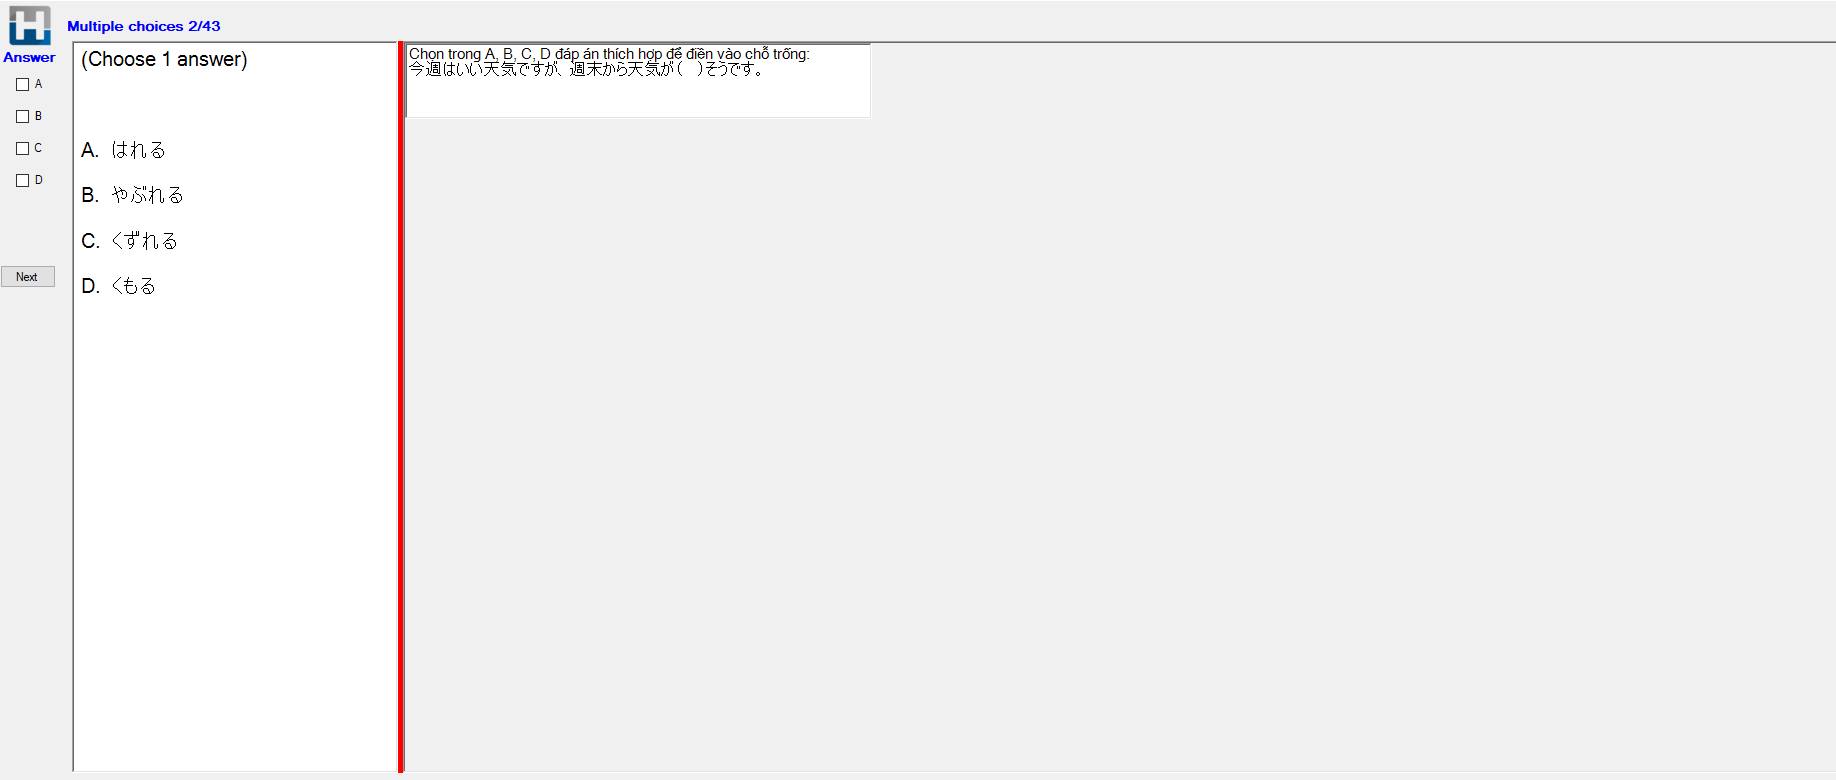 Multiple choices 2/43
Answer
A
B
C
D
Next
(Choose 1 answer)
A. はれる
B. やぶれる
C. くずれる
D. くもる
Chọn trong A, B, C, D đáp án thích hợp để điền vào chỗ trống:
今週はいい天気ですが、週末から天気が（　）そうです。